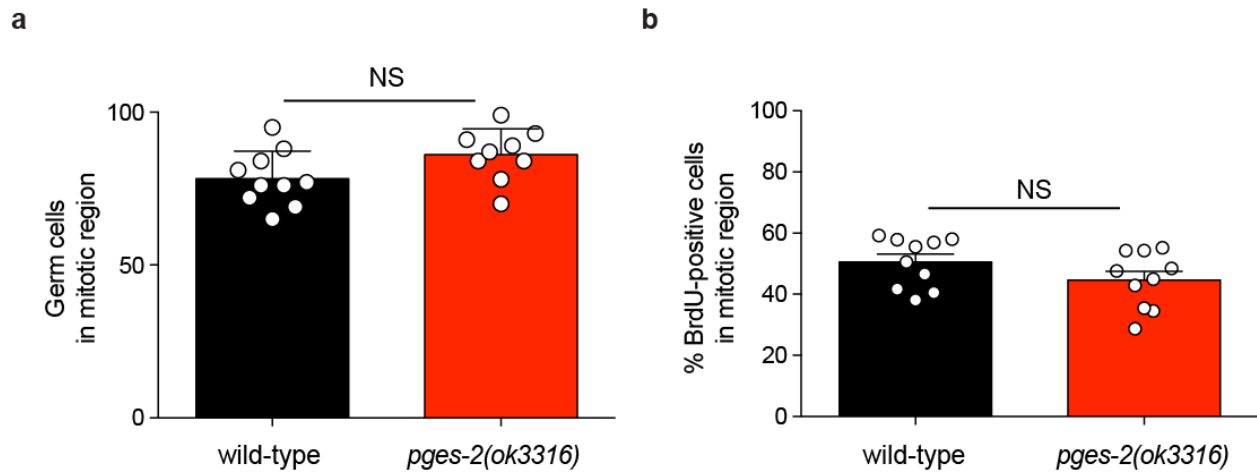 a
NS
100
50
0
Germ cells
in mitotic region
wild-type
pges-2(ok3316)
b
NS
100
80
60
40
20
0
% BrdU-positive cells
in mitotic region
wild-type
pges-2(ok3316)